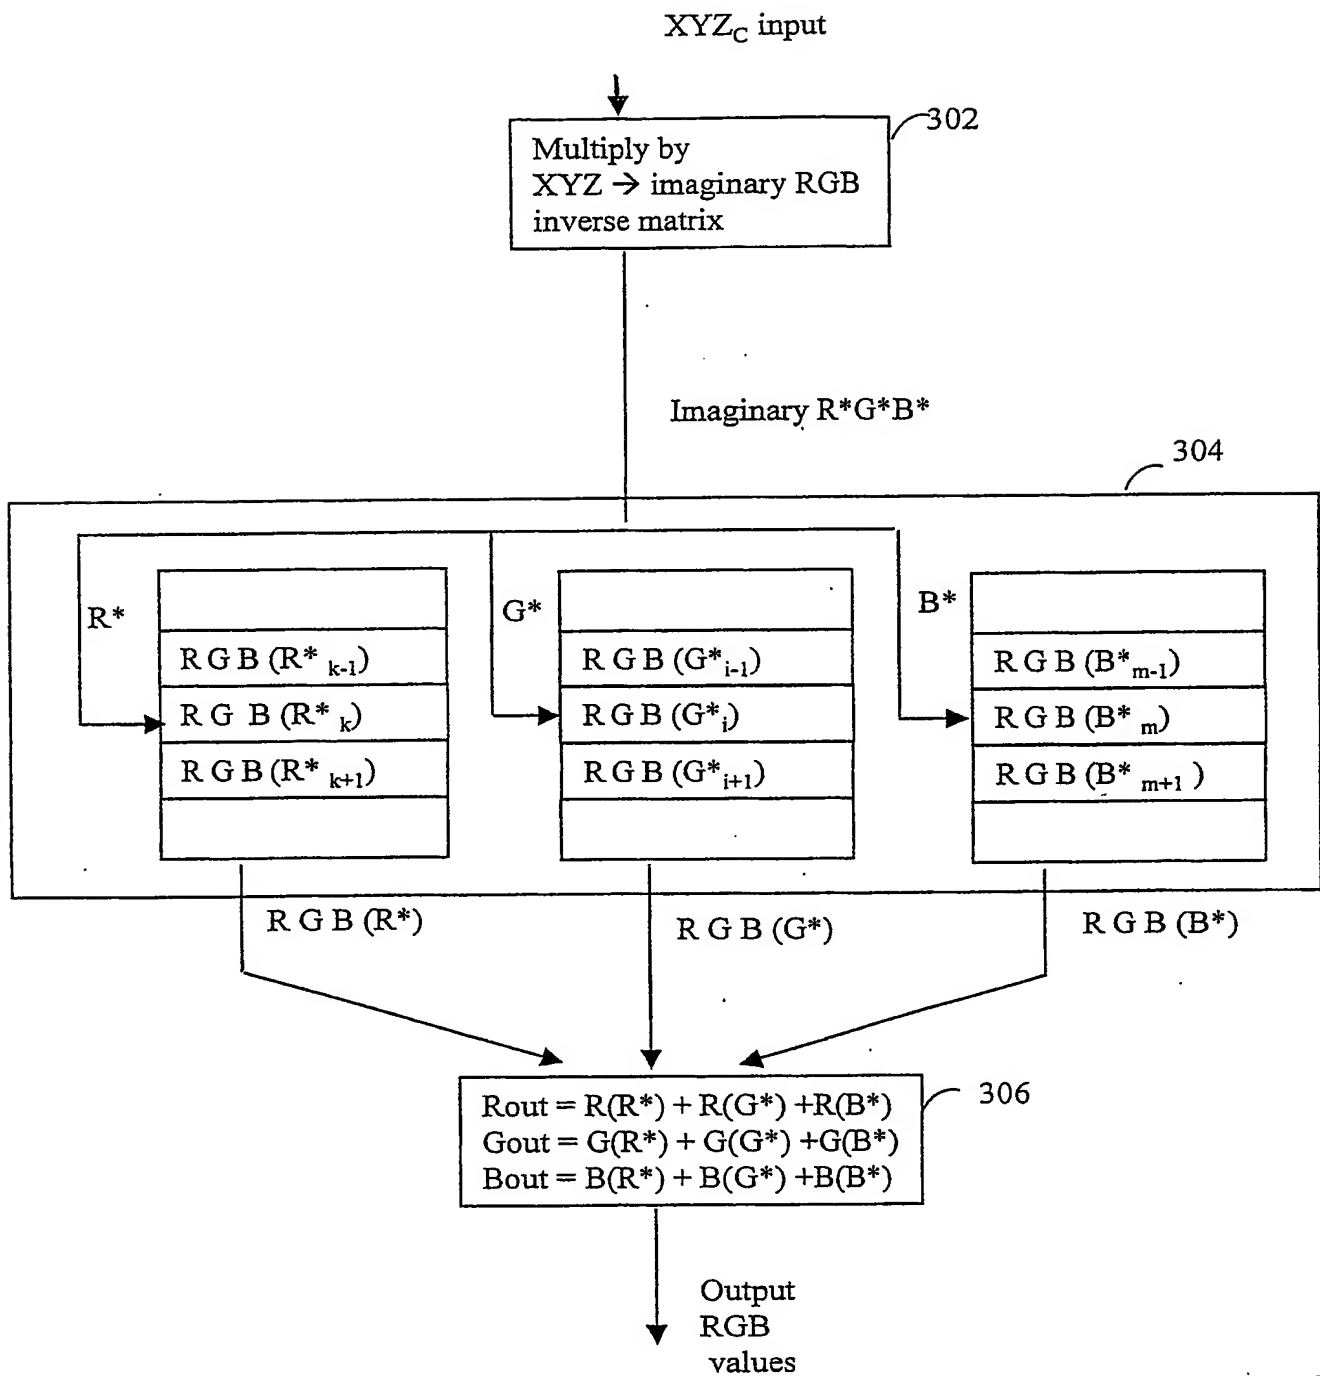 XYZC input
302
Multiply by
XYZ → imaginary RGB
inverse matrix
Imaginary R*G*B*
304
R*
G*
B*
R G B (R* k-1)
R G B (R* k)
R G B (R* k+1)
R G B (G*i-1)
R G B (G*i)
R G B (G*i+1)
R G B (B* m-1)
R G B (B* m)
R G B (B* m+1 )
R G B (R*)
R G B (G*)
R G B (B*)
306
Rout = R(R*) + R(G*) +R(B*)
Gout = G(R*) + G(G*) +G(B*)
Bout = B(R*) + B(G*) +B(B*)
Output
RGB
values